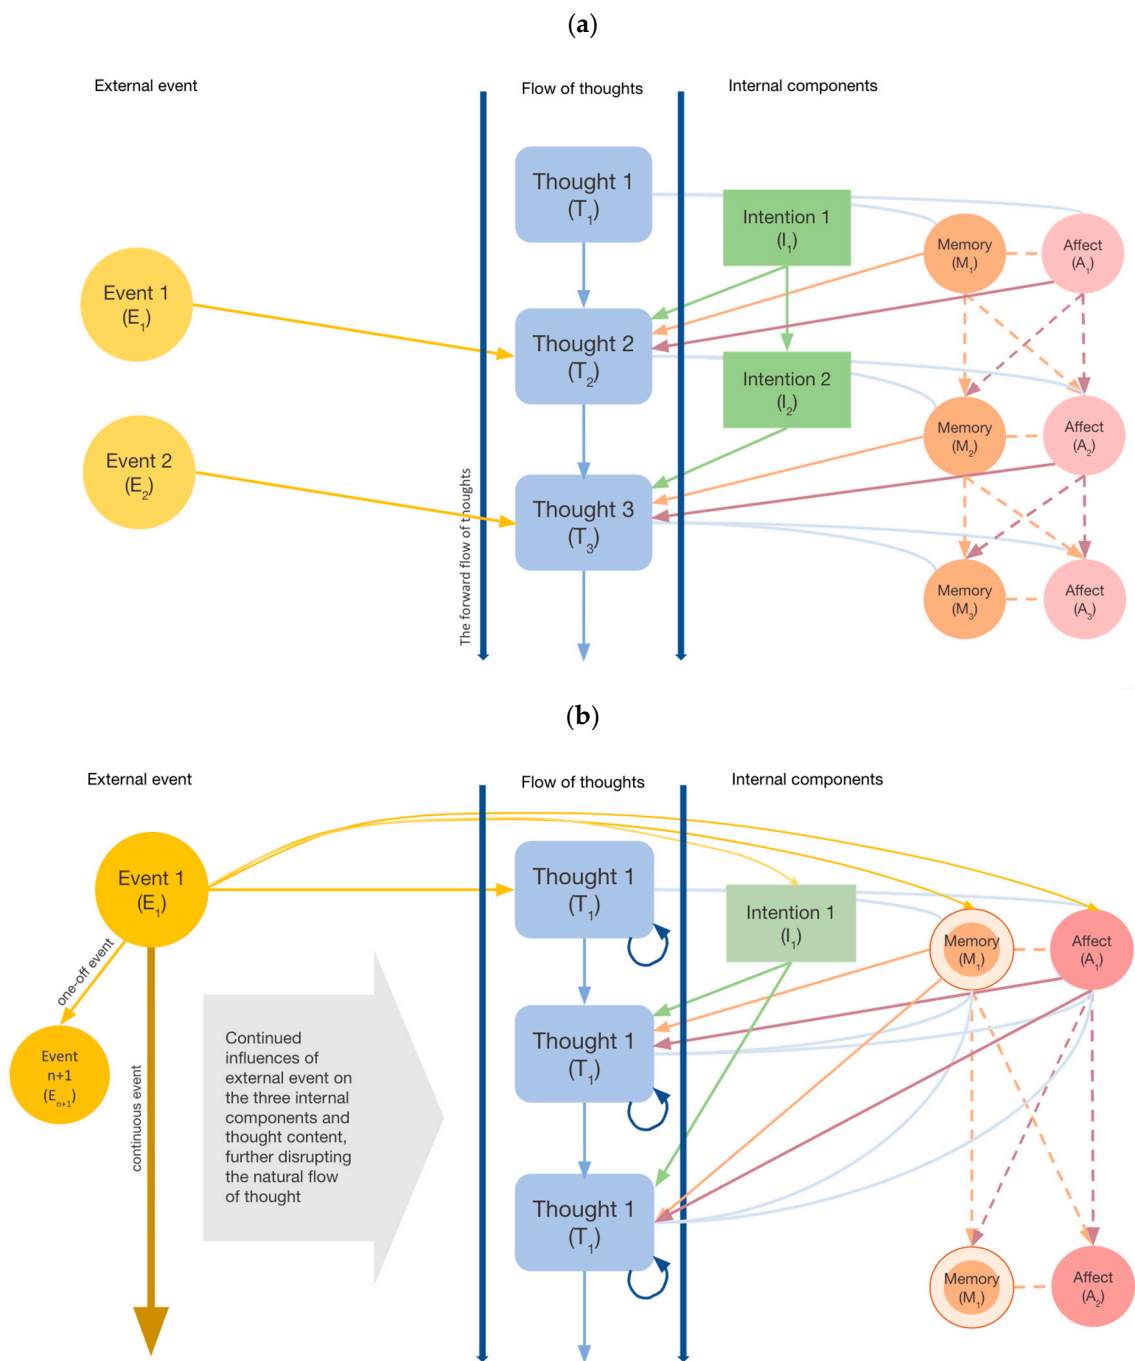 (a)
External event
Flow of thoughts
Internal components
Thought 1
(T1)
Intention 1
(I1)
Memory
(M1)
Affect
(A1)
Event 1
(E1)
Thought 2
(T2)
Intention 2
(I2)
Memory
(M2)
Affect
(A2)
Event 2
(E2)
The forward flow of thoughts
Thought 3
(T3)
Memory
(M3)
Affect
(A3)
(b)
External event
Flow of thoughts
Internal components
Event 1
(E1)
Thought 1
(T1)
Intention 1
(I1)
Memory
(M1)
Affect
(A1)
one-off event
Event
n+1
(En+1)
continuous event
Continued
influences of
external event on
the three internal
components and
thought content,
further disrupting
the natural flow
of thought
Thought 1
(T1)
Thought 1
(T1)
Memory
(M1)
Affect
(A2)